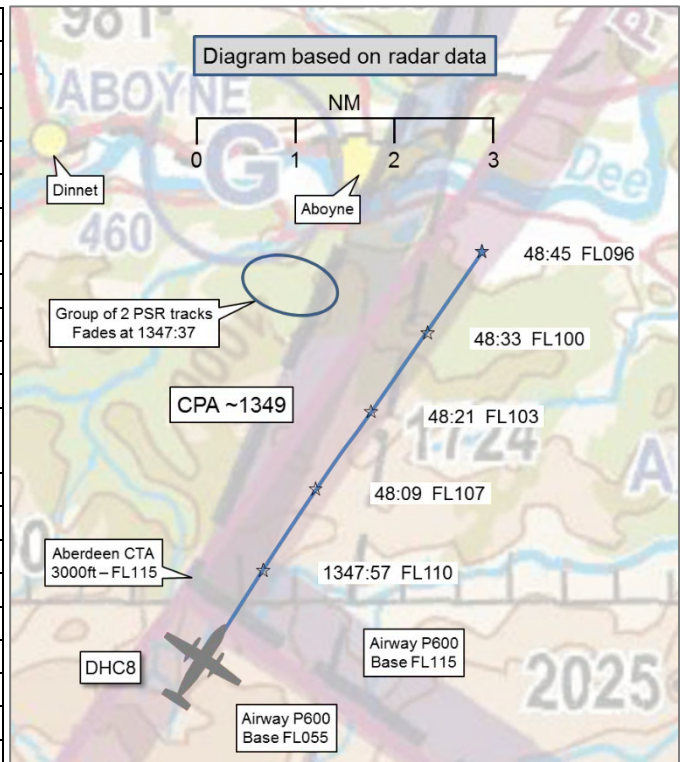 981
Diagram based on radar data
ABOYNE
NM
0 1 2 3
G
Dee
Dinnet
Aboyne
460
48:45 FL096
Group of 2 PSR tracks
Fades at 1347:37
48:33 FL100
CPA ~1349
48:21 FL103
1724
A
48:09 FL107
0
Aberdeen CTA
3000ft – FL115
1347:57 FL110
DHC8
Airway P600
Base FL115
2025
Airway P600
Base FL055